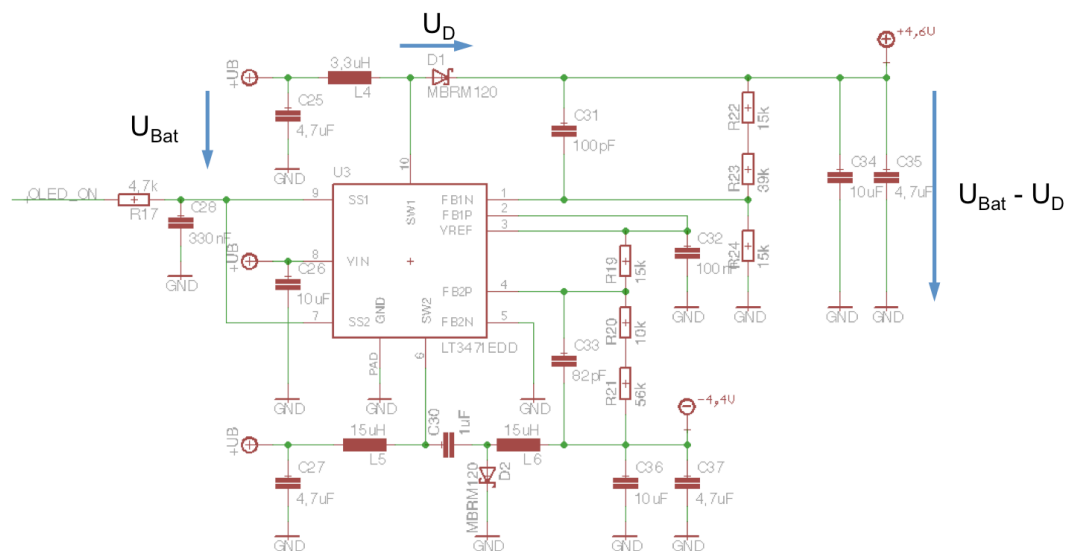 U_D
+4,6U
+UB
3,3uH
L4
D1
MBRM120
C25
4,7uF
GND
U_Bat
C31
100pF
R22
15k
R23
39k
R24
15k
C34
10uF
GND
C35
4,7uF
GND
U_Bat - U_D
OLED_ON
4,7k
R17
C28
330nF
GND
U3
10
SW1
9
SS1
FB1N
1
FB1P
2
VREF
3
+UB
8
VIN
C26
10uF
GND
7
SS2
GND
PAD
GND
SW2
6
FB2P
4
FB2N
5
LT3471EDD
GND
R19
15k
C32
100nF
GND
GND
R20
10k
R21
56k
C33
82pF
-4,4U
+UB
15uH
L5
C30
1uF
15uH
L6
C27
4,7uF
GND
MBRM120
D2
GND
C36
10uF
GND
C37
4,7uF
GND